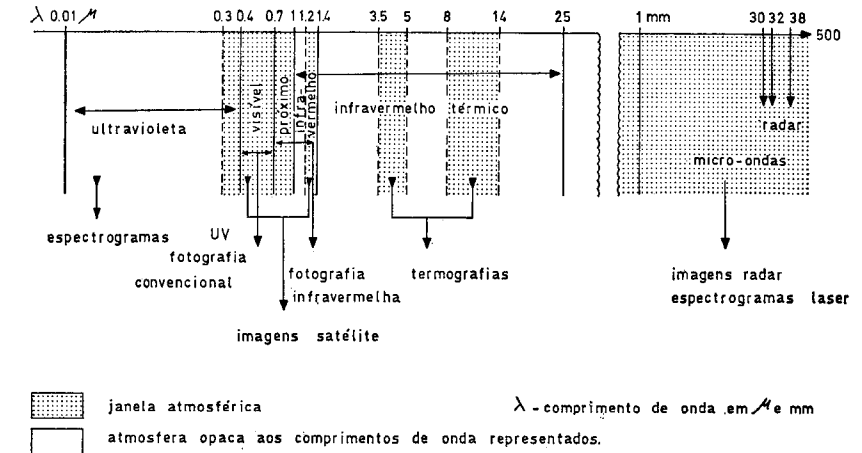 λ 0.01 μ 0.3 0.4 0.7 1 1.2 1.4 3.5 5 8 14 25 1 mm 30 32 38
500
ultravioleta
visível
próximo
infra-
vermelho
infravermelho térmico
radar
micro-ondas
espectrogramas
UV
fotografia
convencional
fotografia
infravermelha
termografias
imagens radar
espectrogramas laser
imagens satélite
janela atmosférica
λ - comprimento de onda em μ e mm
atmosfera opaca aos comprimentos de onda representados.